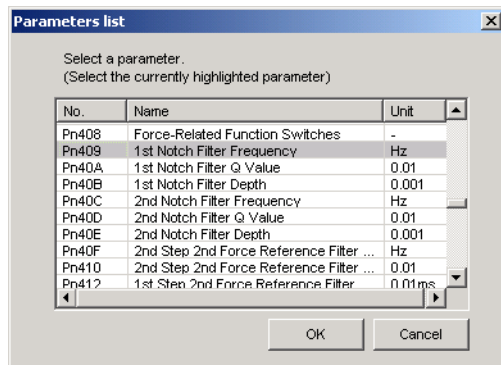 Parameters list
Select a parameter.
(Select the currently highlighted parameter)
No. Name Unit
Pn408 Force-Related Function Switches -
Pn409 1st Notch Filter Frequency Hz
Pn40A 1st Notch Filter Q Value 0.01
Pn40B 1st Notch Filter Depth 0.001
Pn40C 2nd Notch Filter Frequency Hz
Pn40D 2nd Notch Filter Q Value 0.01
Pn40E 2nd Notch Filter Depth 0.001
Pn40F 2nd Step 2nd Force Reference Filter ... Hz
Pn410 2nd Step 2nd Force Reference Filter ... 0.01
Pn412 1st Step 2nd Force Reference Filter 0.01ms
OK Cancel